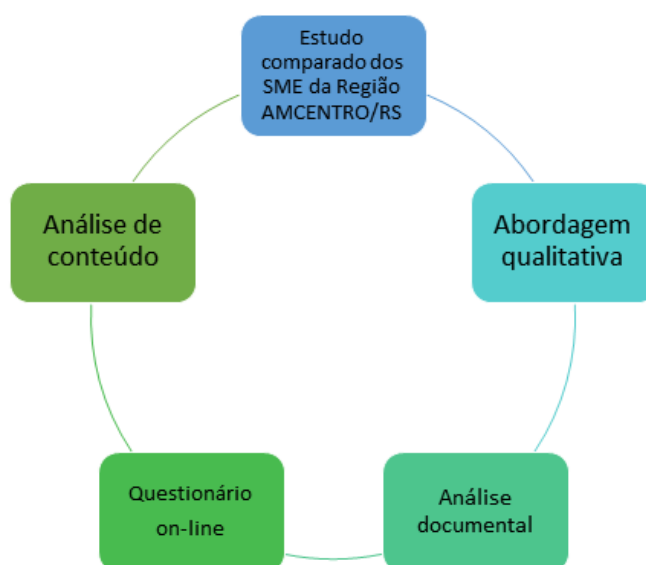 Estudo
comparado dos
SME da Região
AMCENTRO/RS
Abordagem
qualitativa
Análise
documental
Questionário
on-line
Análise de
conteúdo